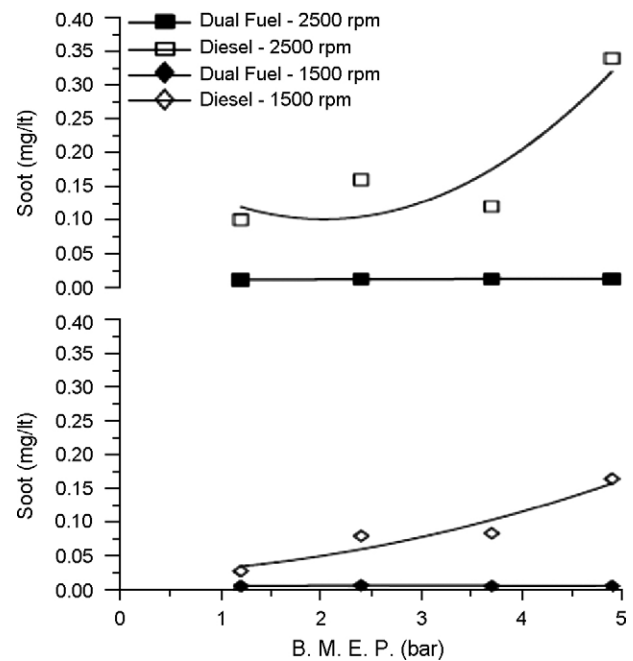 0.40
0.35
0.30
0.25
0.20
0.15
0.10
0.05
0.00
Soot (mg/lt)
Dual Fuel - 2500 rpm
Diesel - 2500 rpm
Dual Fuel - 1500 rpm
Diesel - 1500 rpm
0.40
0.35
0.30
0.25
0.20
0.15
0.10
0.05
0.00
Soot (mg/lt)
0 1 2 3 4 5
B. M. E. P. (bar)